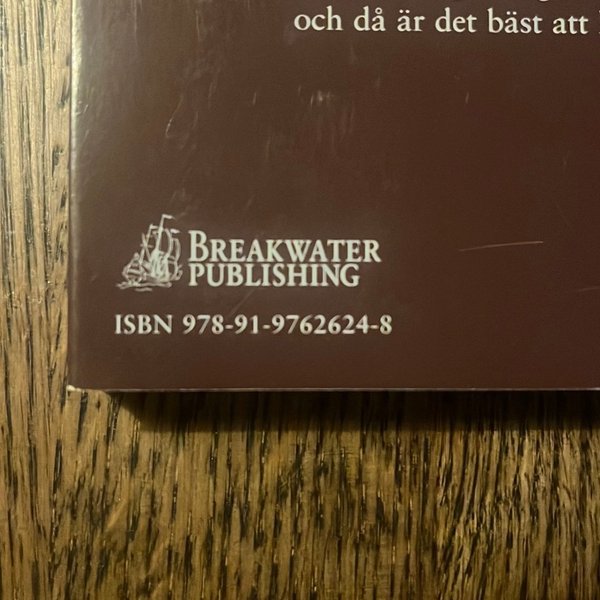 och då är det bäst att
BREAKWATER
PUBLISHING
ISBN 978-91-9762624-8